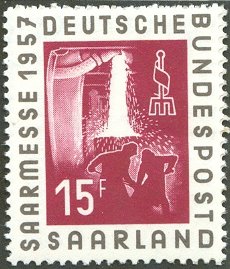 SAARMESSE 1957
DEUTSCHE
BUNDESPOST
15F
SAARLAND